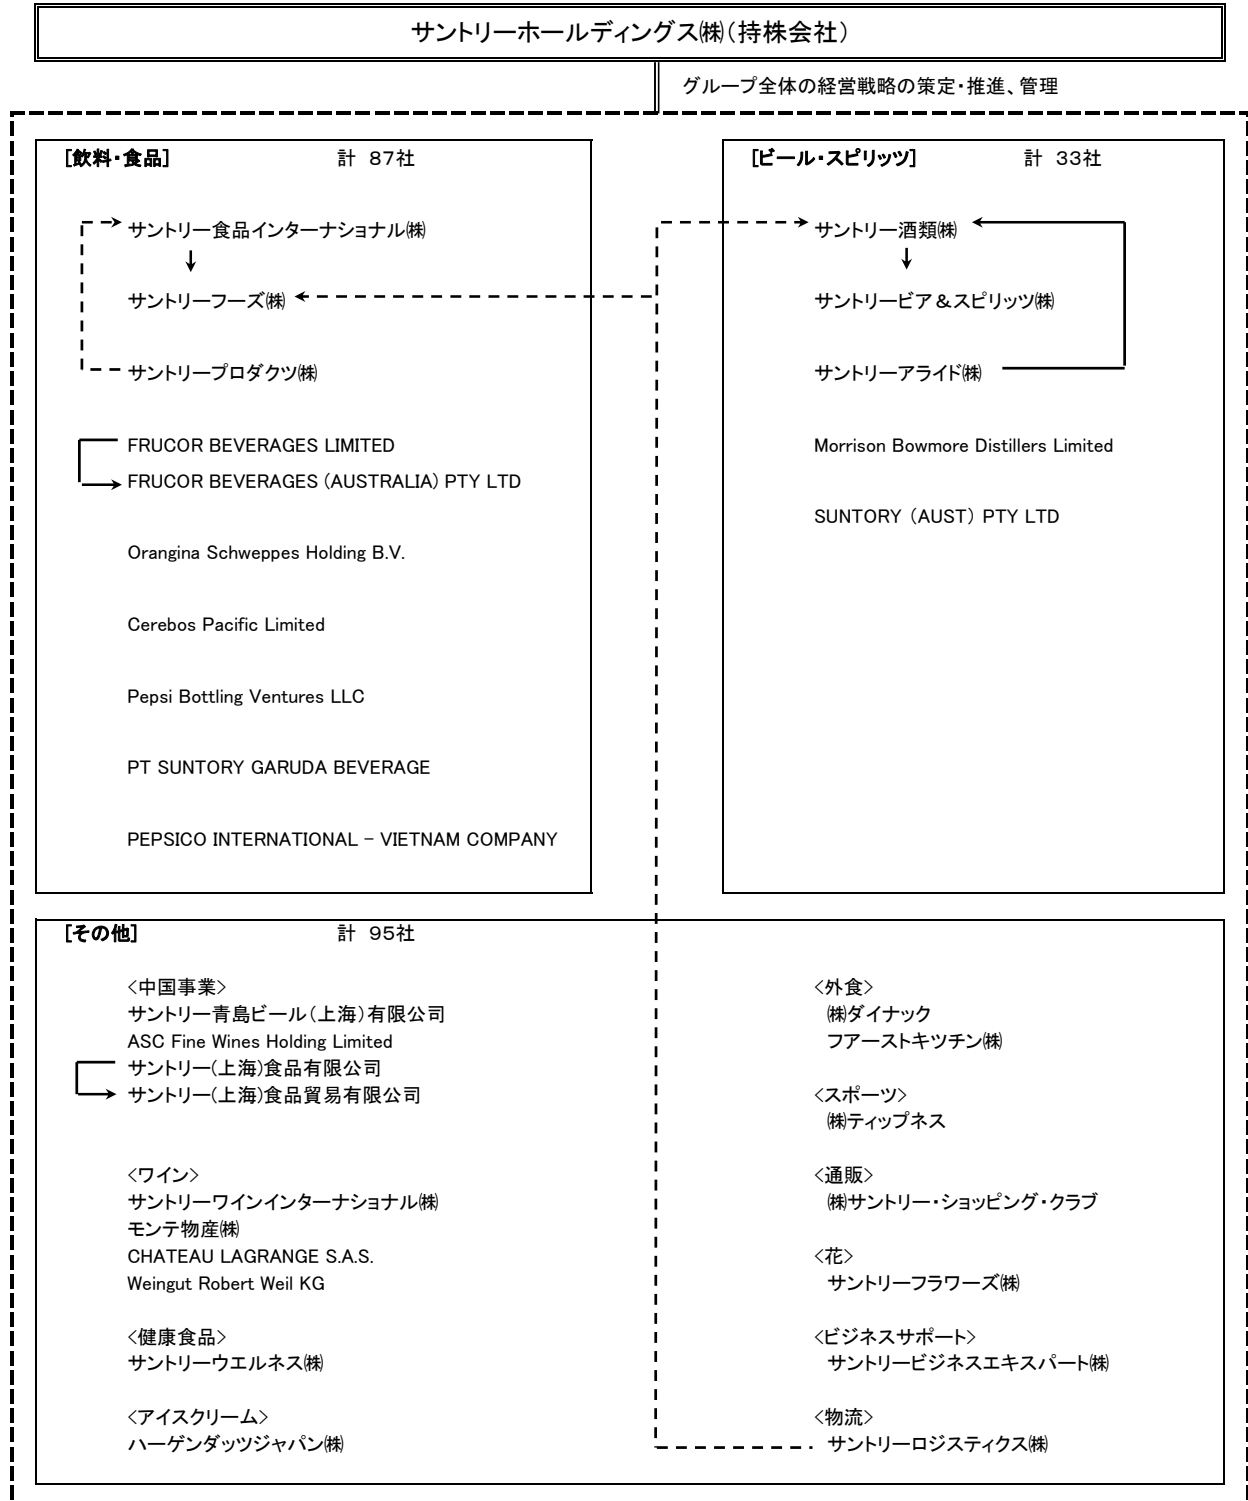 サントリーホールディングス㈱（持株会社）
グループ全体の経営戦略の策定・推進、管理
[飲料・食品] 計 87社
サントリー食品インターナショナル㈱
サントリーフーズ㈱
サントリープロダクツ㈱
FRUCOR BEVERAGES LIMITED
FRUCOR BEVERAGES (AUSTRALIA) PTY LTD
Orangina Schweppes Holding B.V.
Cerebos Pacific Limited
Pepsi Bottling Ventures LLC
PT SUNTORY GARUDA BEVERAGE
PEPSICO INTERNATIONAL - VIETNAM COMPANY
[ビール・スピリッツ] 計 33社
サントリー酒類㈱
サントリービア＆スピリッツ㈱
サントリーアライド㈱
Morrison Bowmore Distillers Limited
SUNTORY (AUST) PTY LTD
[その他] 計 95社
<中国事業>
サントリー青島ビール（上海）有限公司
ASC Fine Wines Holding Limited
サントリー(上海)食品有限公司
サントリー(上海)食品貿易有限公司
<ワイン>
サントリーワインインターナショナル㈱
モンテ物産㈱
CHATEAU LAGRANGE S.A.S.
Weingut Robert Weil KG
<健康食品>
サントリーウエルネス㈱
<アイスクリーム>
ハーゲンダッツジャパン㈱
<外食>
㈱ダイナック
フアーストキツチン㈱
<スポーツ>
㈱ティップネス
<通販>
㈱サントリー・ショッピング・クラブ
<花>
サントリーフラワーズ㈱
<ビジネスサポート>
サントリービジネスエキスパート㈱
<物流>
サントリーロジスティクス㈱